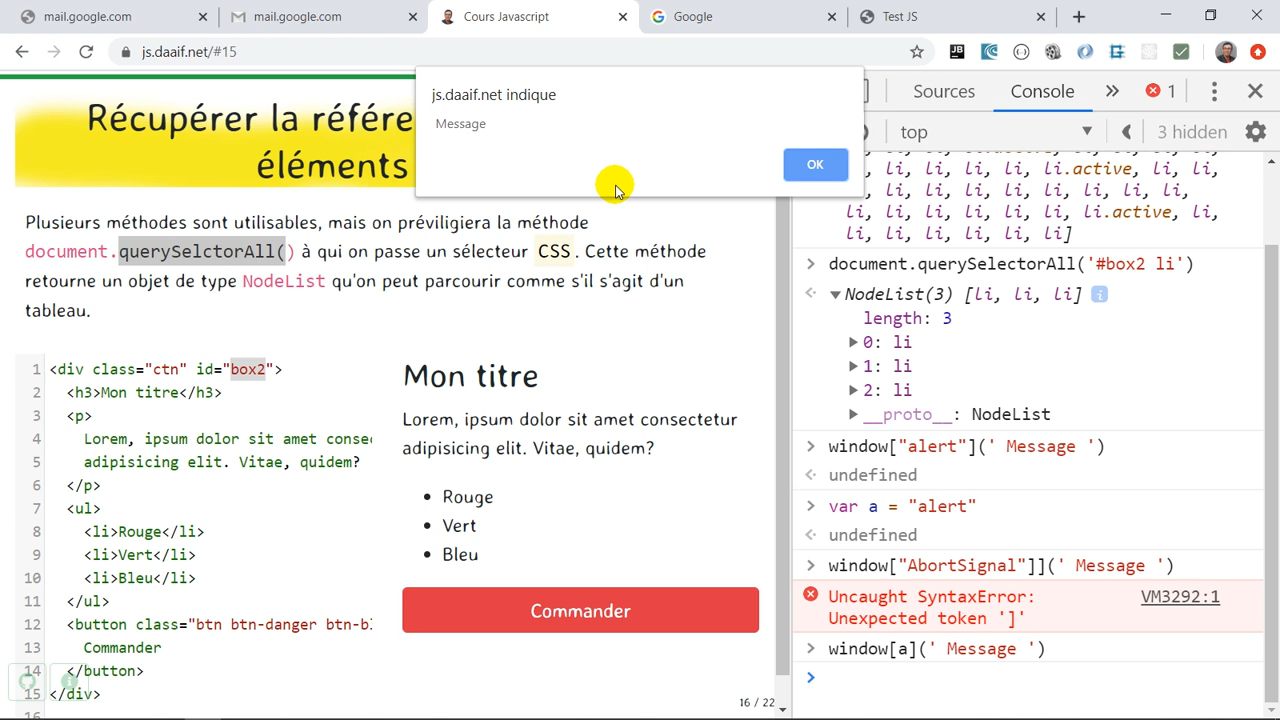 mail.google.com
mail.google.com
Cours Javascript
Google
Test JS
js.daaif.net/#15
js.daaif.net indique
Message
OK
Récupérer la référe
éléments
Plusieurs méthodes sont utilisables, mais on préviligiera la méthode
document.querySelctorAll() à qui on passe un sélecteur CSS. Cette méthode
retourne un objet de type NodeList qu'on peut parcourir comme s'il s'agit d'un
tableau.
1 <div class="ctn" id="box2">
2 <h3>Mon titre</h3>
3 <p>
4 Lorem, ipsum dolor sit amet consec
5 adipisicing elit. Vitae, quidem?
6 </p>
7 <ul>
8 <li>Rouge</li>
9 <li>Vert</li>
10 <li>Bleu</li>
11 </ul>
12 <button class="btn btn-danger btn-bl
13 Commander
14 </button>
15 </div>
16
Mon titre
Lorem, ipsum dolor sit amet consectetur
adipisicing elit. Vitae, quidem?
• Rouge
• Vert
• Bleu
Commander
16 / 22
Sources
Console
1
top
3 hidden
li, li, li, li, li.active, li, li,
li, li, li, li, li, li, li, li,
li, li, li, li, li, li.active, li,
li, li, li, li, li, li]
document.querySelectorAll('#box2 li')
NodeList(3) [li, li, li]
length: 3
0: li
1: li
2: li
__proto__: NodeList
window["alert"](' Message ')
undefined
var a = "alert"
undefined
window["AbortSignal"]](' Message ')
Uncaught SyntaxError: VM3292:1
Unexpected token ']'
window[a](' Message ')